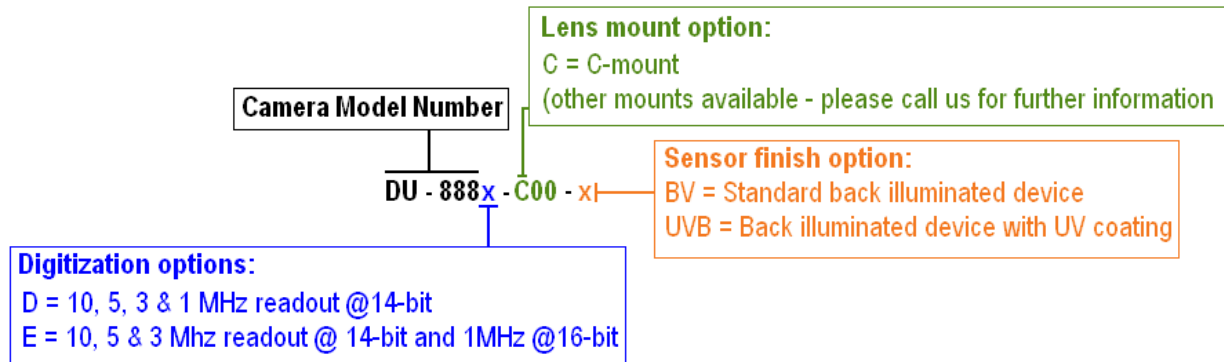 Lens mount option:
C = C-mount
(other mounts available - please call us for further information
Camera Model Number
DU - 888x - C00 - x
Sensor finish option:
BV = Standard back illuminated device
UVB = Back illuminated device with UV coating
Digitization options:
D = 10, 5, 3 & 1 MHz readout @14-bit
E = 10, 5 & 3 Mhz readout @ 14-bit and 1MHz @16-bit